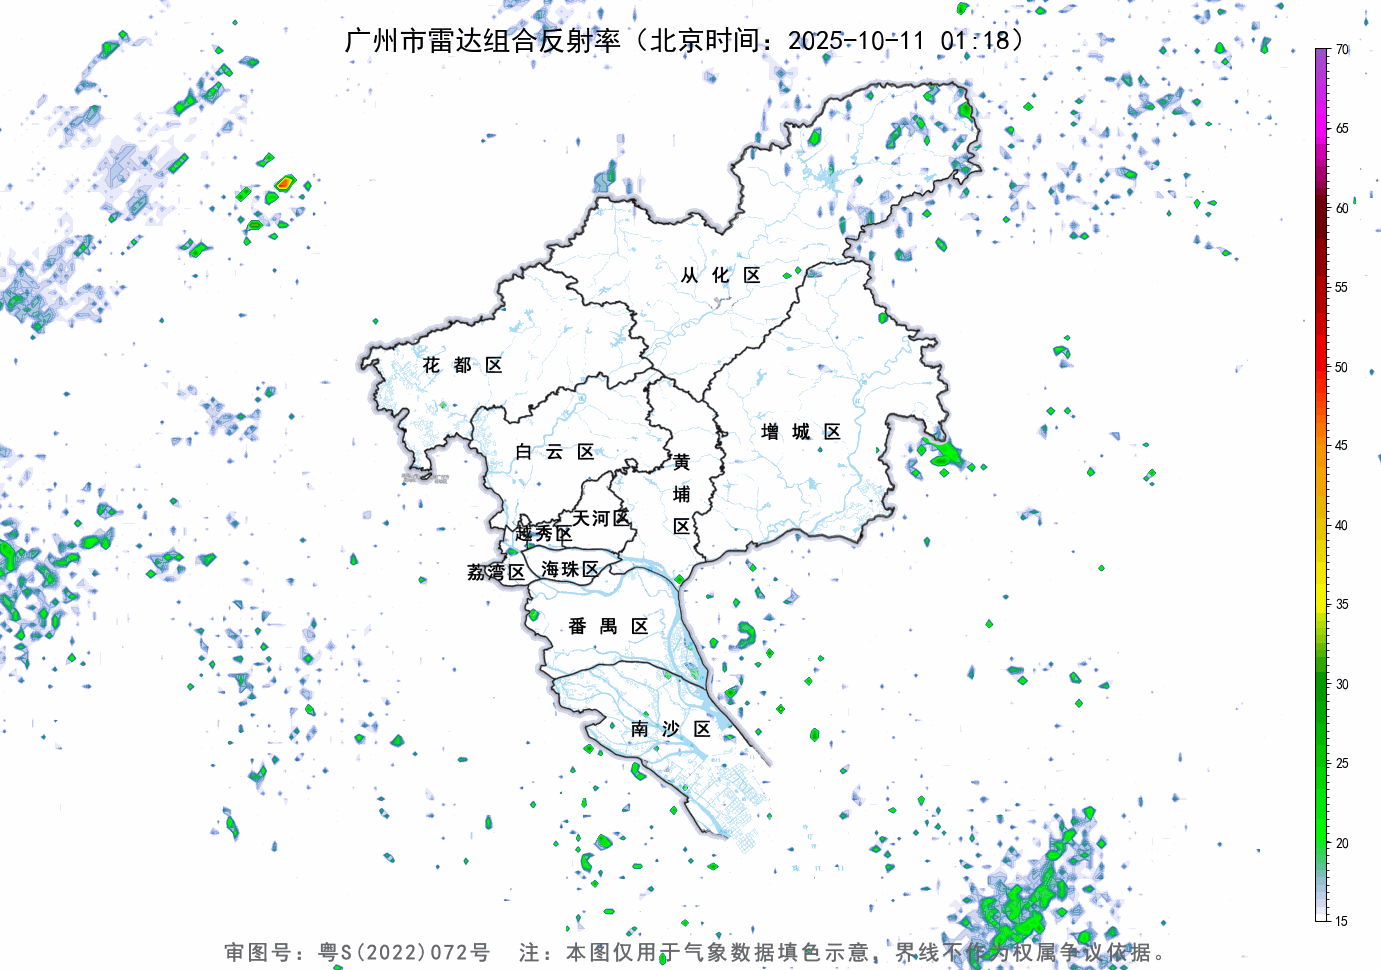 广州市雷达组合反射率（北京时间：2025-10-11 01:18）
70
65
60
55
50
45
40
35
30
25
20
15
从化区
花都区
增城区
白云区
黄埔区
天河区
越秀区
荔湾区
海珠区
番禺区
南沙区
审图号：粤S(2022)072号 注：本图仅用于气象数据填色示意，界线不作为权属争议依据。